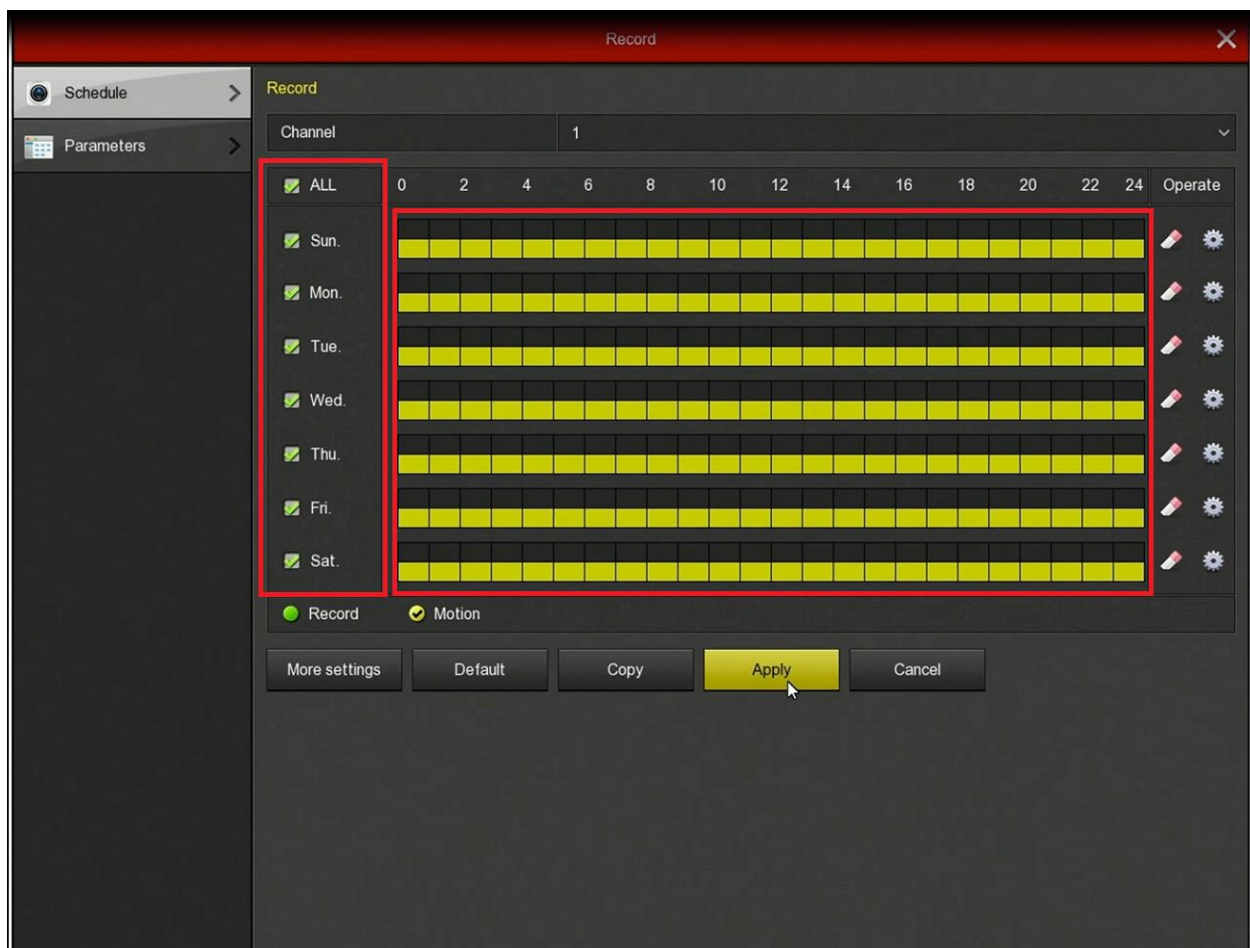 Record
Schedule
Parameters
Record
Channel 1
ALL 0 2 4 6 8 10 12 14 16 18 20 22 24 Operate
Sun.
Mon.
Tue.
Wed.
Thu.
Fri.
Sat.
Record Motion
More settings Default Copy Apply Cancel